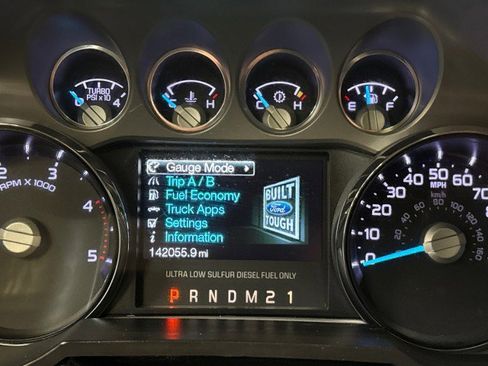 TURBO
PSI x 10
0 4
C H
C H
E F
Gauge Mode
Trip A / B
Fuel Economy
Truck Apps
Settings
Information
142055.9 mi
BUILT
Ford
TOUGH
ULTRA LOW SULFUR DIESEL FUEL ONLY
P R N D M 2 1
2 3 4 5
RPM X 1000
0 10 20 30 40 50 60 70
MPH
km/h